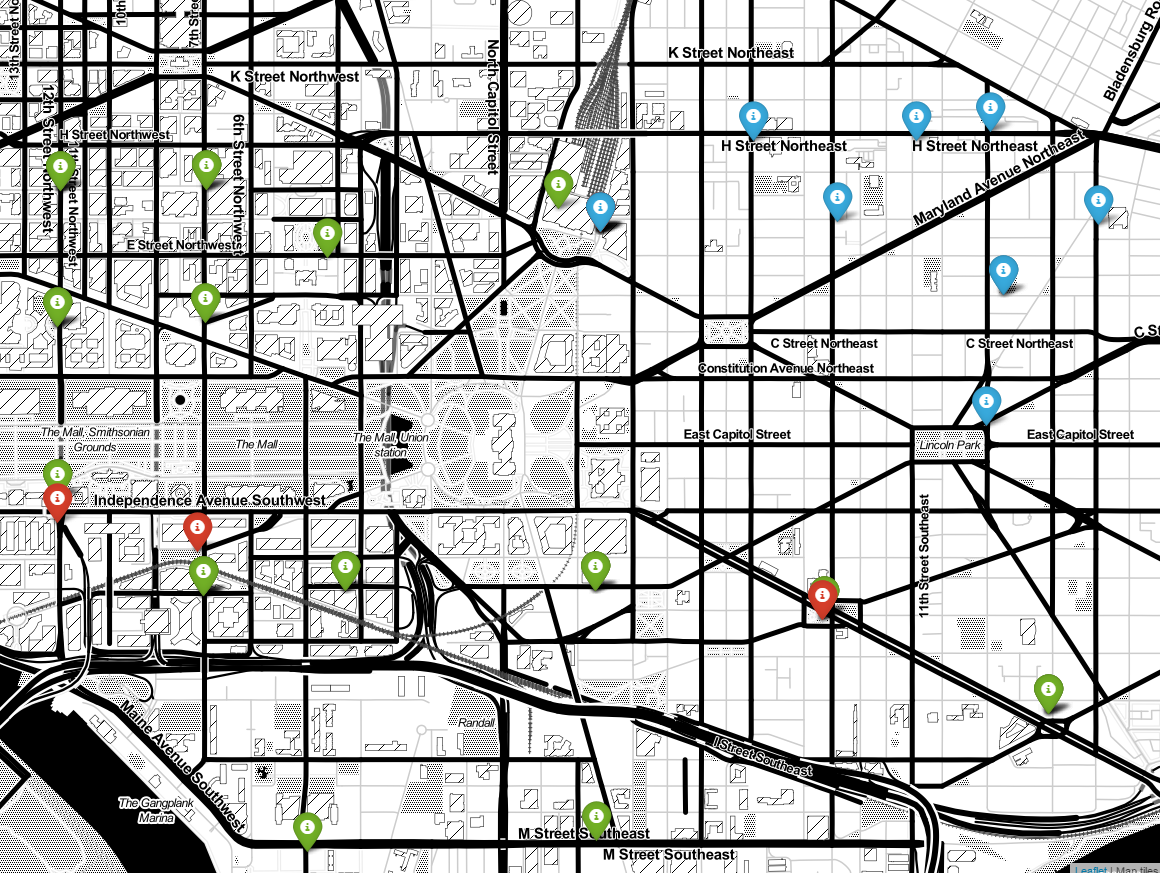 13th Street No
10th
7th Stre
North Capitol Street
K Street Northeast
Bladensburg Ro
K Street Northwest
12th Street Northwest
11th Street Northwest
6th Street Northwest
H Street Northwest
H Street Northeast
H Street Northeast
Maryland Avenue Northeast
E Street Northwest
C Street Northeast
C Street Northeast
C St
Constitution Avenue Northeast
The Mall, Smithsonian
Grounds
The Mall
The Mall, Union
station
East Capitol Street
Lincoln Park
East Capitol Street
Independence Avenue Southwest
11th Street Southeast
Maine Avenue Southwest
Randall
I Street Southeast
The Gangplank
Marina
M Street Southeast
M Street Southeast
Leaflet | Map tiles